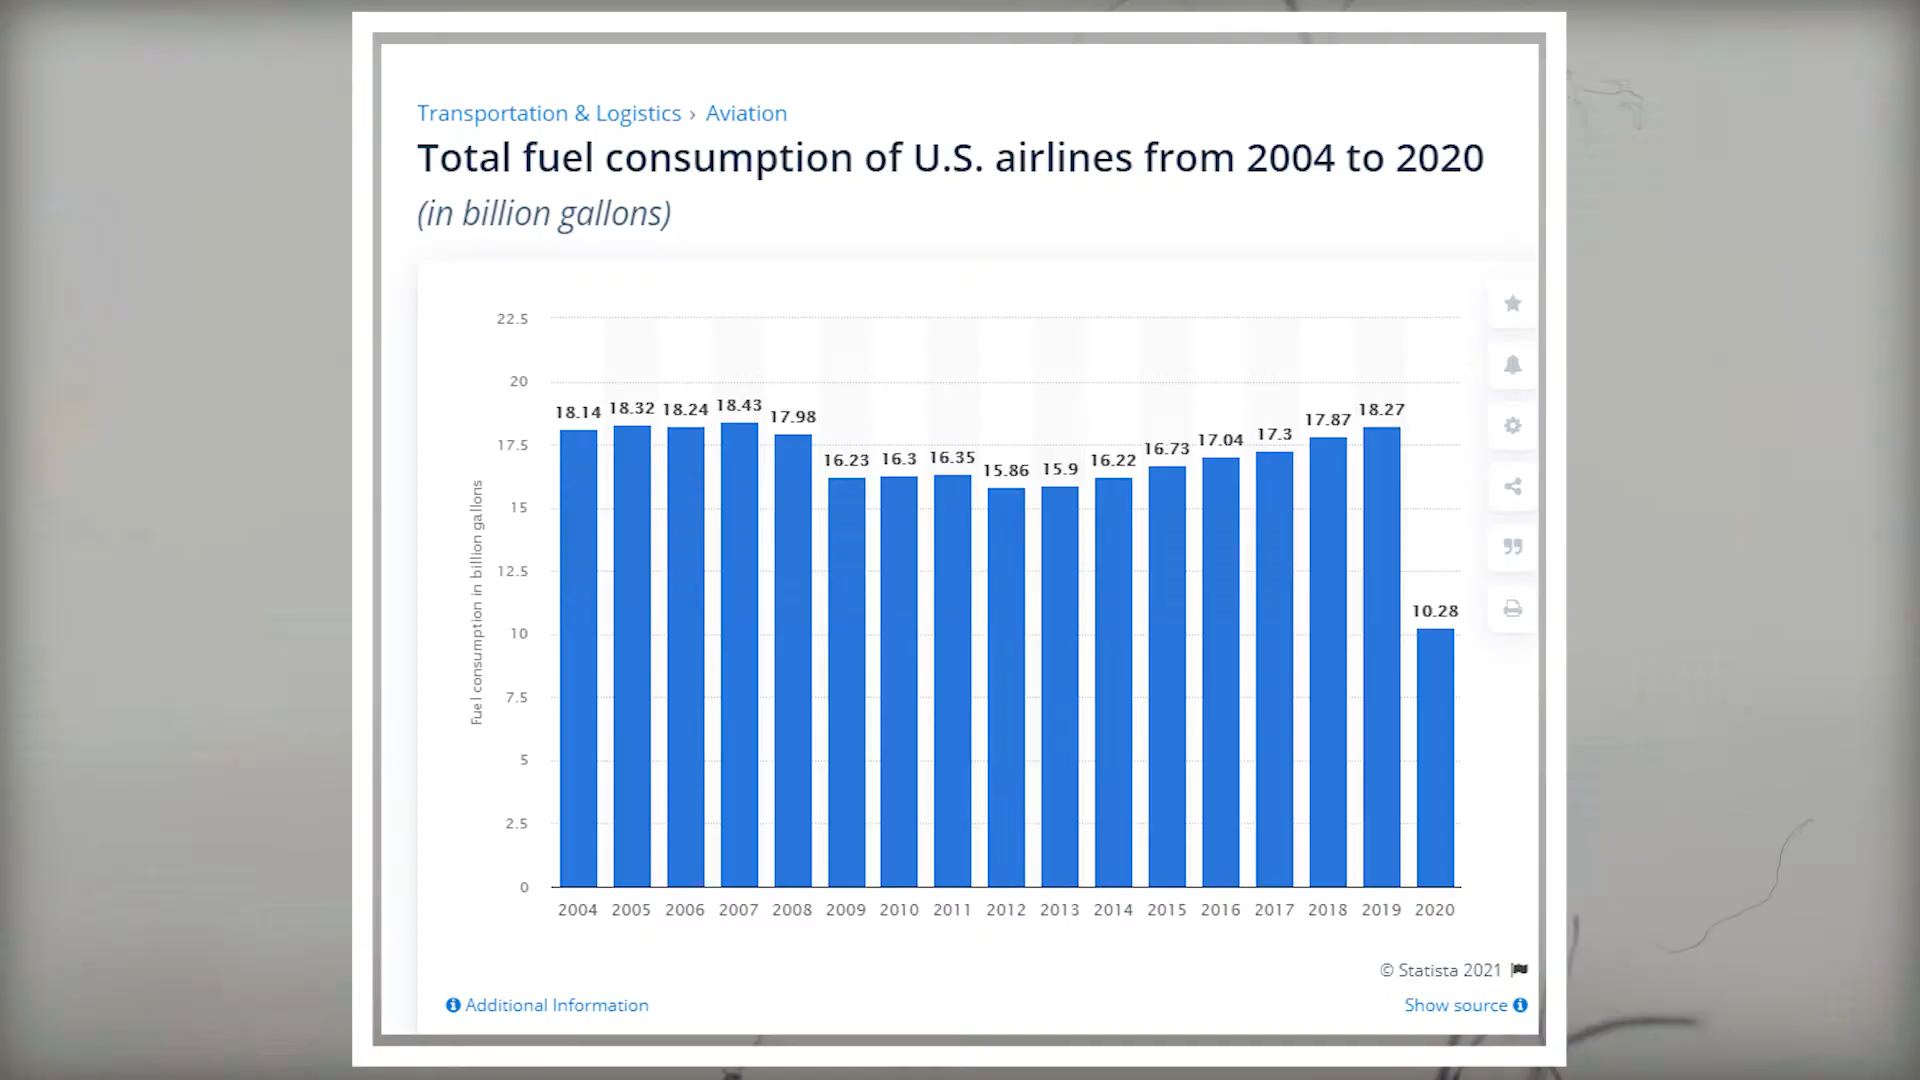 Transportation & Logistics › Aviation
Total fuel consumption of U.S. airlines from 2004 to 2020
(in billion gallons)
Fuel consumption in billion gallons
22.5
20
17.5
15
12.5
10
7.5
5
2.5
0
18.14 18.32 18.24 18.43 17.98 16.23 16.3 16.35 15.86 15.9 16.22 16.73 17.04 17.3 17.87 18.27 10.28
2004 2005 2006 2007 2008 2009 2010 2011 2012 2013 2014 2015 2016 2017 2018 2019 2020
© Statista 2021
Additional Information
Show source